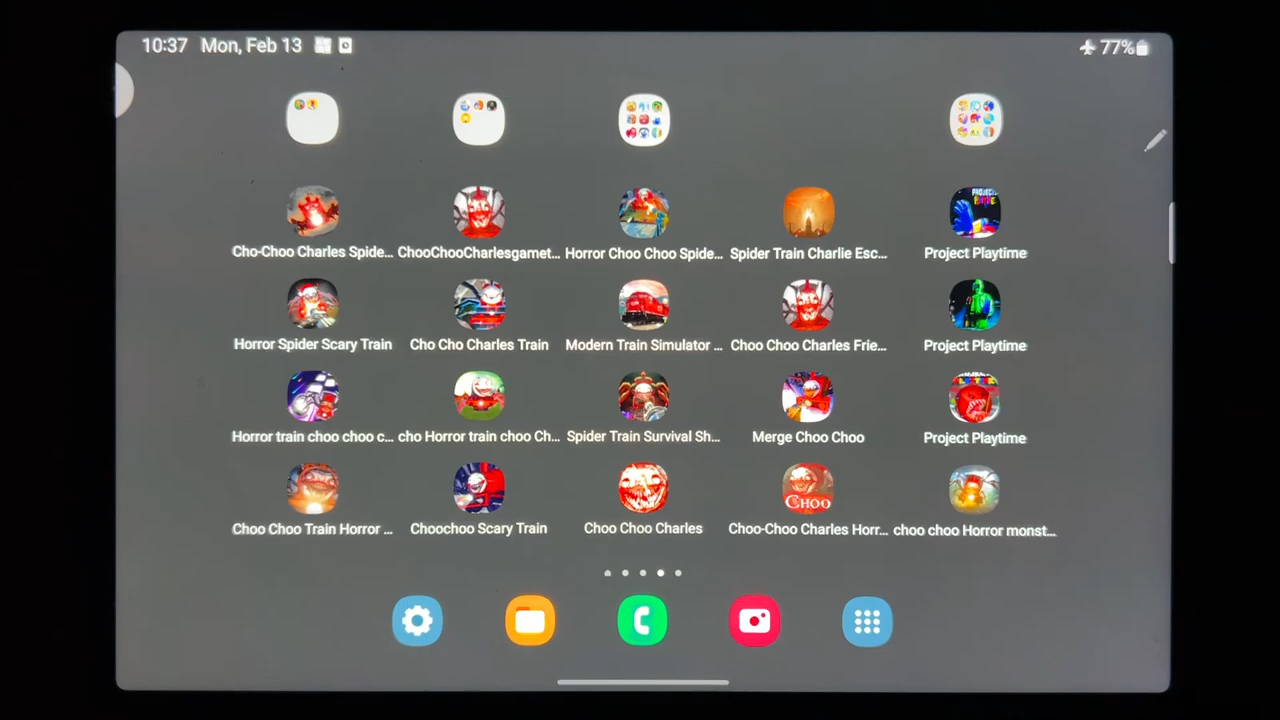 10:37 Mon, Feb 13
77%
PROJECT
Cho-Choo Charles Spide...
ChooChooCharlesgamet...
Horror Choo Choo Spide...
Spider Train Charlie Esc...
Project Playtime
Horror Spider Scary Train
Cho Cho Charles Train
Modern Train Simulator ...
Choo Choo Charles Frie...
Project Playtime
Horror train choo choo c...
cho Horror train choo Ch...
Spider Train Survival Sh...
Merge Choo Choo
Project Playtime
CHOO
Choo Choo Train Horror ...
Choochoo Scary Train
Choo Choo Charles
Choo-Choo Charles Horr...
choo choo Horror monst...